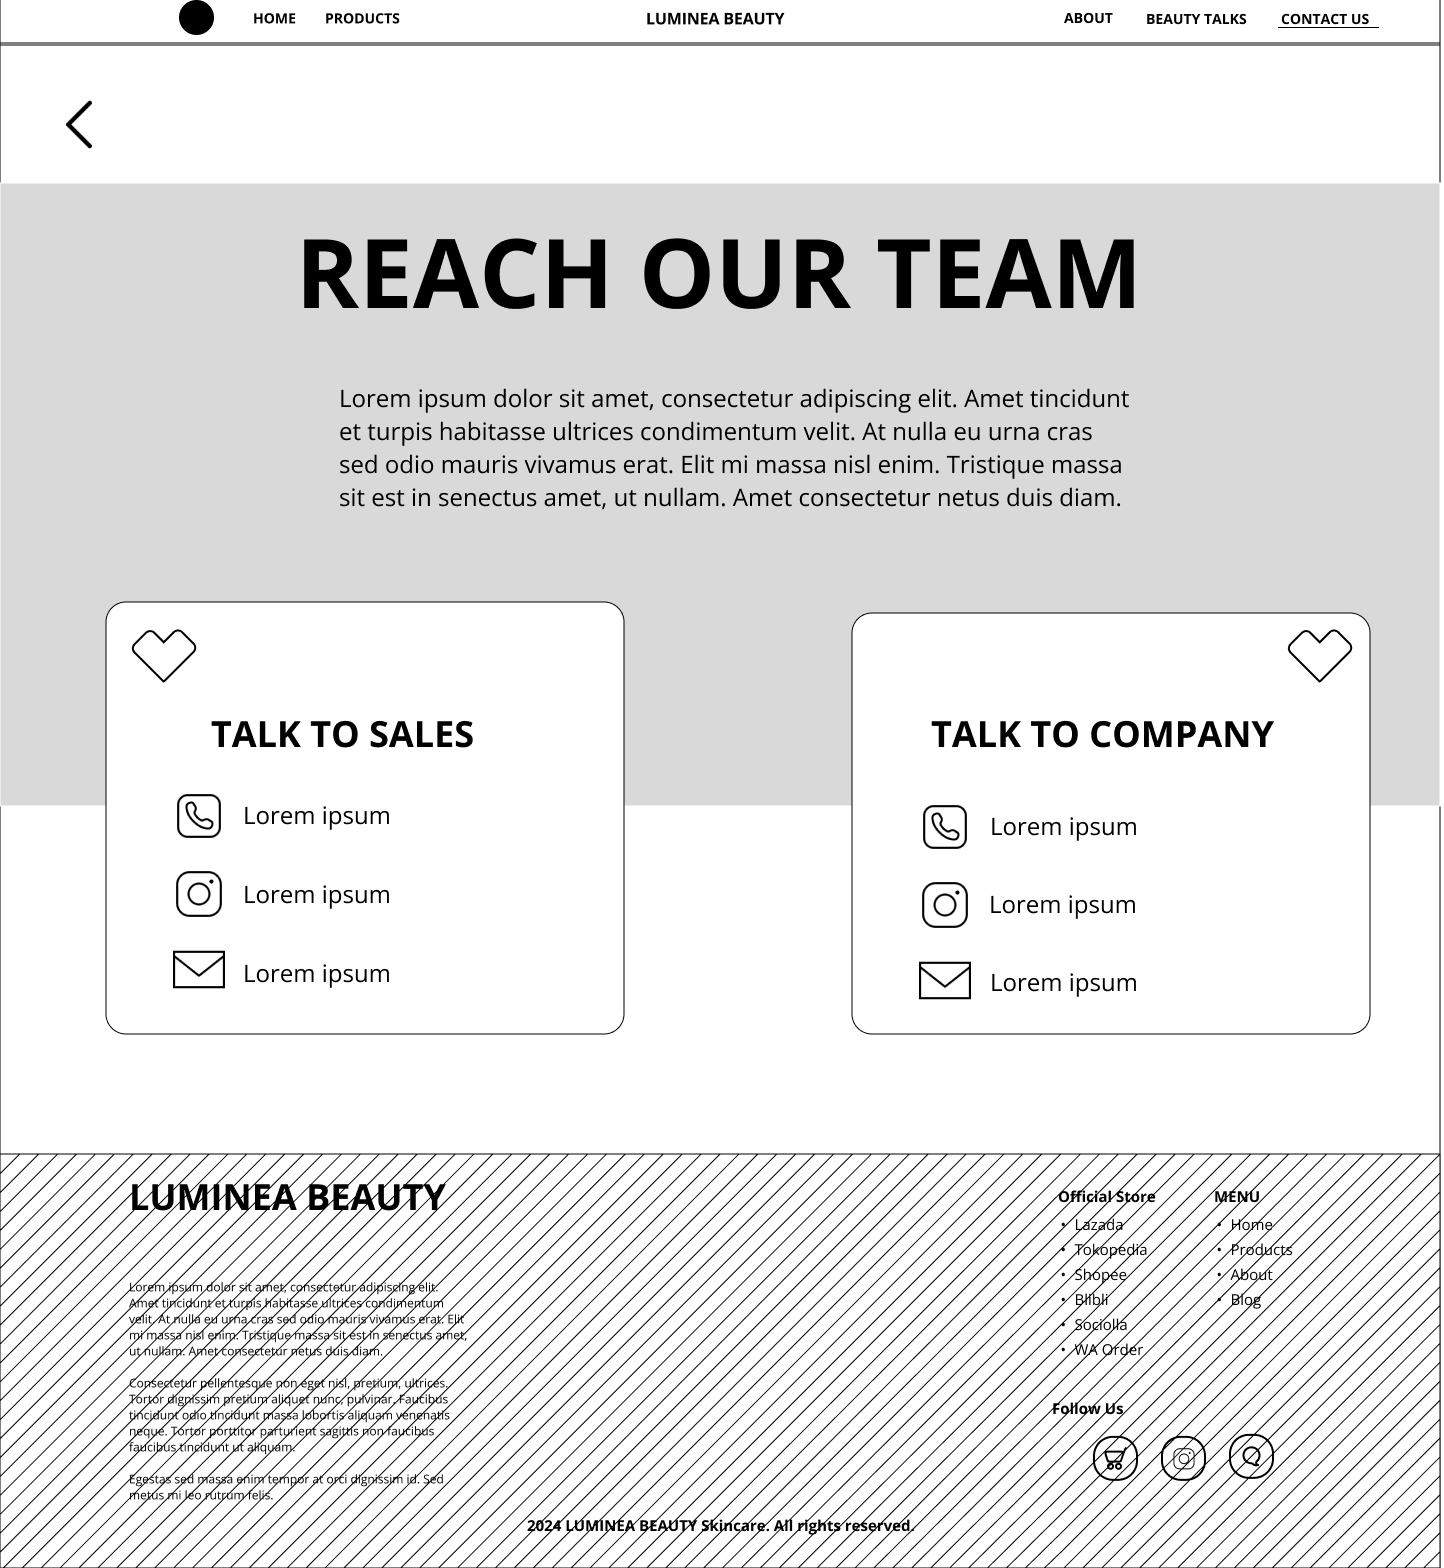 HOME PRODUCTS LUMINEA BEAUTY ABOUT BEAUTY TALKS CONTACT US
REACH OUR TEAM
Lorem ipsum dolor sit amet, consectetur adipiscing elit. Amet tincidunt
et turpis habitasse ultrices condimentum velit. At nulla eu urna cras
sed odio mauris vivamus erat. Elit mi massa nisl enim. Tristique massa
sit est in senectus amet, ut nullam. Amet consectetur netus duis diam.
TALK TO SALES
Lorem ipsum
Lorem ipsum
Lorem ipsum
TALK TO COMPANY
Lorem ipsum
Lorem ipsum
Lorem ipsum
LUMINEA BEAUTY
Lorem ipsum dolor sit amet, consectetur adipiscing elit.
Amet tincidunt et turpis habitasse ultrices condimentum
velit. At nulla eu urna cras sed odio mauris vivamus erat. Elit
mi massa nisl enim. Tristique massa sit est in senectus amet,
ut nullam. Amet consectetur netus duis diam.
Consectetur pellentesque non eget nisl, pretium, ultrices.
Tortor dignissim pretium aliquet nunc, pulvinar. Faucibus
tincidunt odio tincidunt massa lobortis aliquam venenatis
neque. Tortor porttitor parturient sagittis non faucibus
faucibus tincidunt ut aliquam.
Egestas sed massa enim tempor at orci dignissim id. Sed
metus mi leo rutrum felis.
Official Store
• Lazada
• Tokopedia
• Shopee
• Blibli
• Sociolla
• WA Order
MENU
• Home
• Products
• About
• Blog
Follow Us
2024 LUMINEA BEAUTY Skincare. All rights reserved.